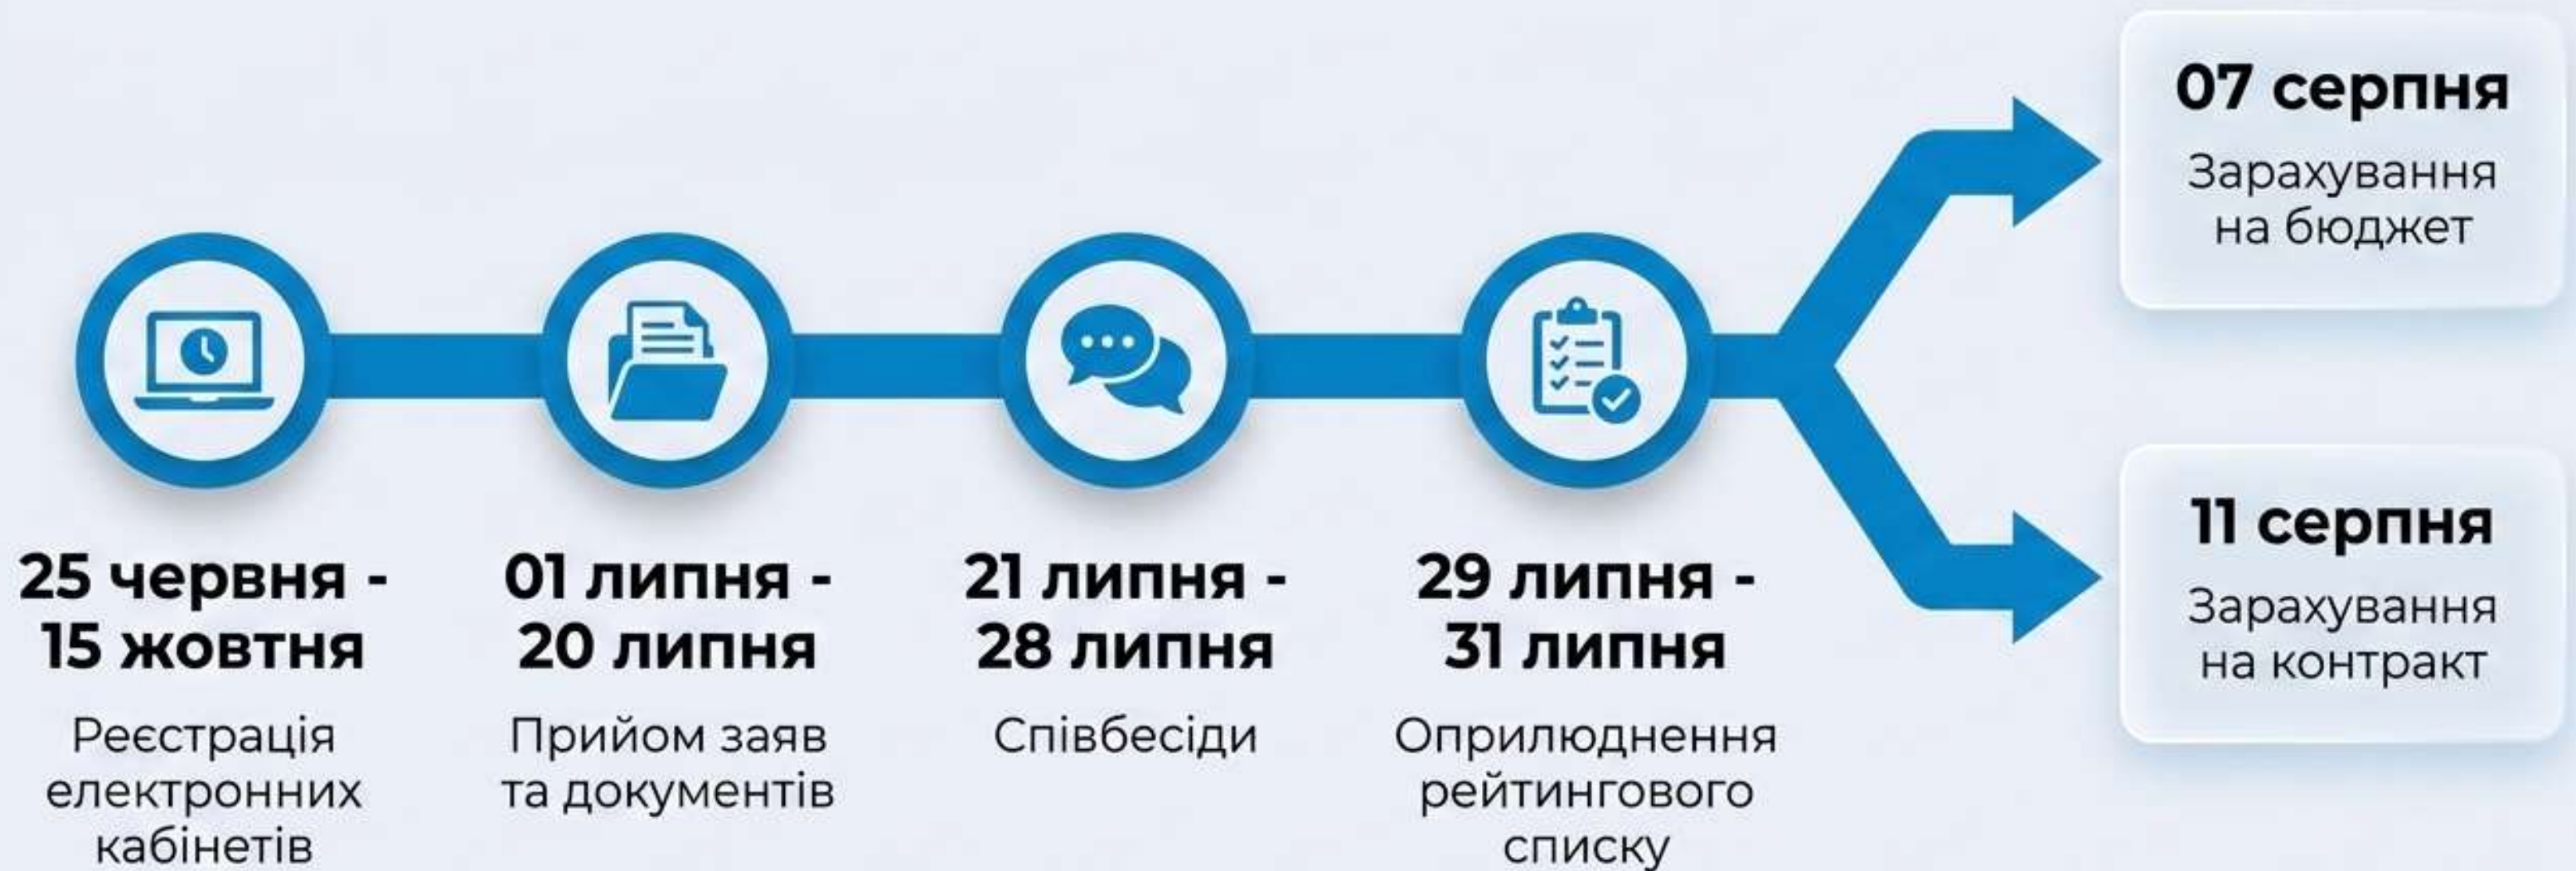 25 червня -
15 жовтня
Реєстрація
електронних
кабінетів
01 липня -
20 липня
Прийом заяв
та документів
21 липня -
28 липня
Співбесіди
29 липня -
31 липня
Оприлюднення
рейтингового
списку
07 серпня
Зарахування
на бюджет
11 серпня
Зарахування
на контракт